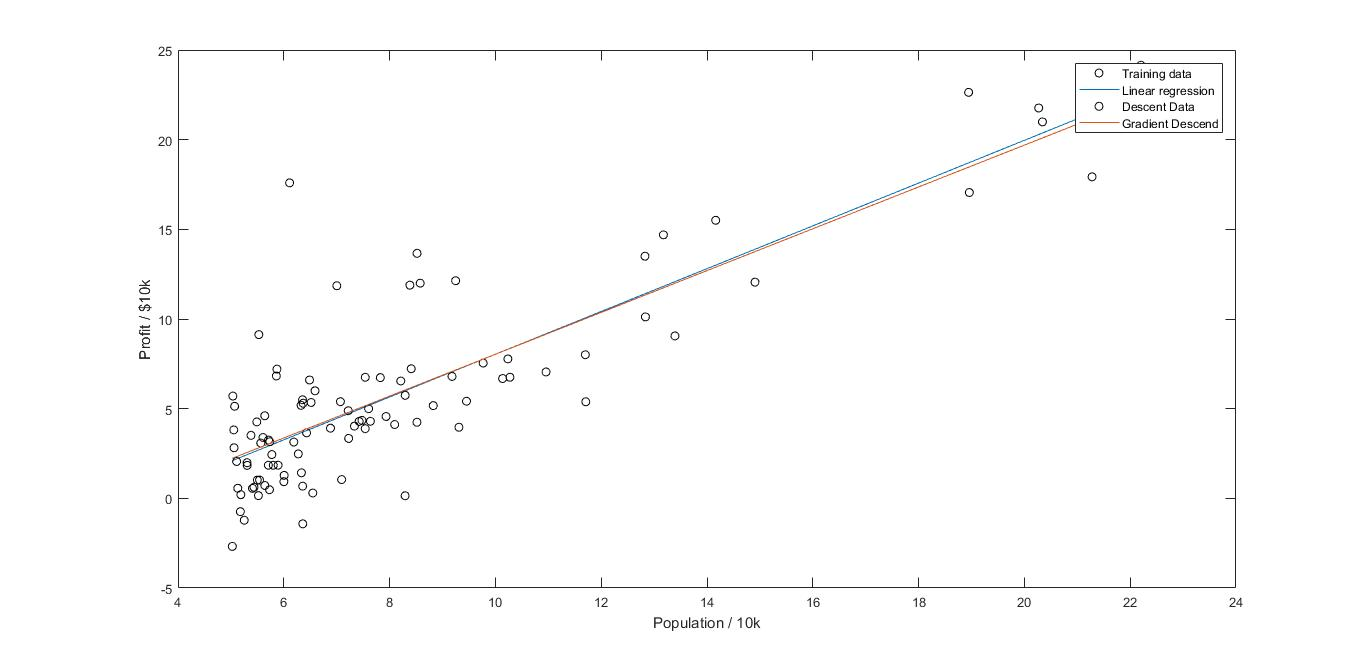 25
20
15
10
5
0
-5
Profit / $10k
4 6 8 10 12 14 16 18 20 22 24
Population / 10k
Training data
Linear regression
Descent Data
Gradient Descend